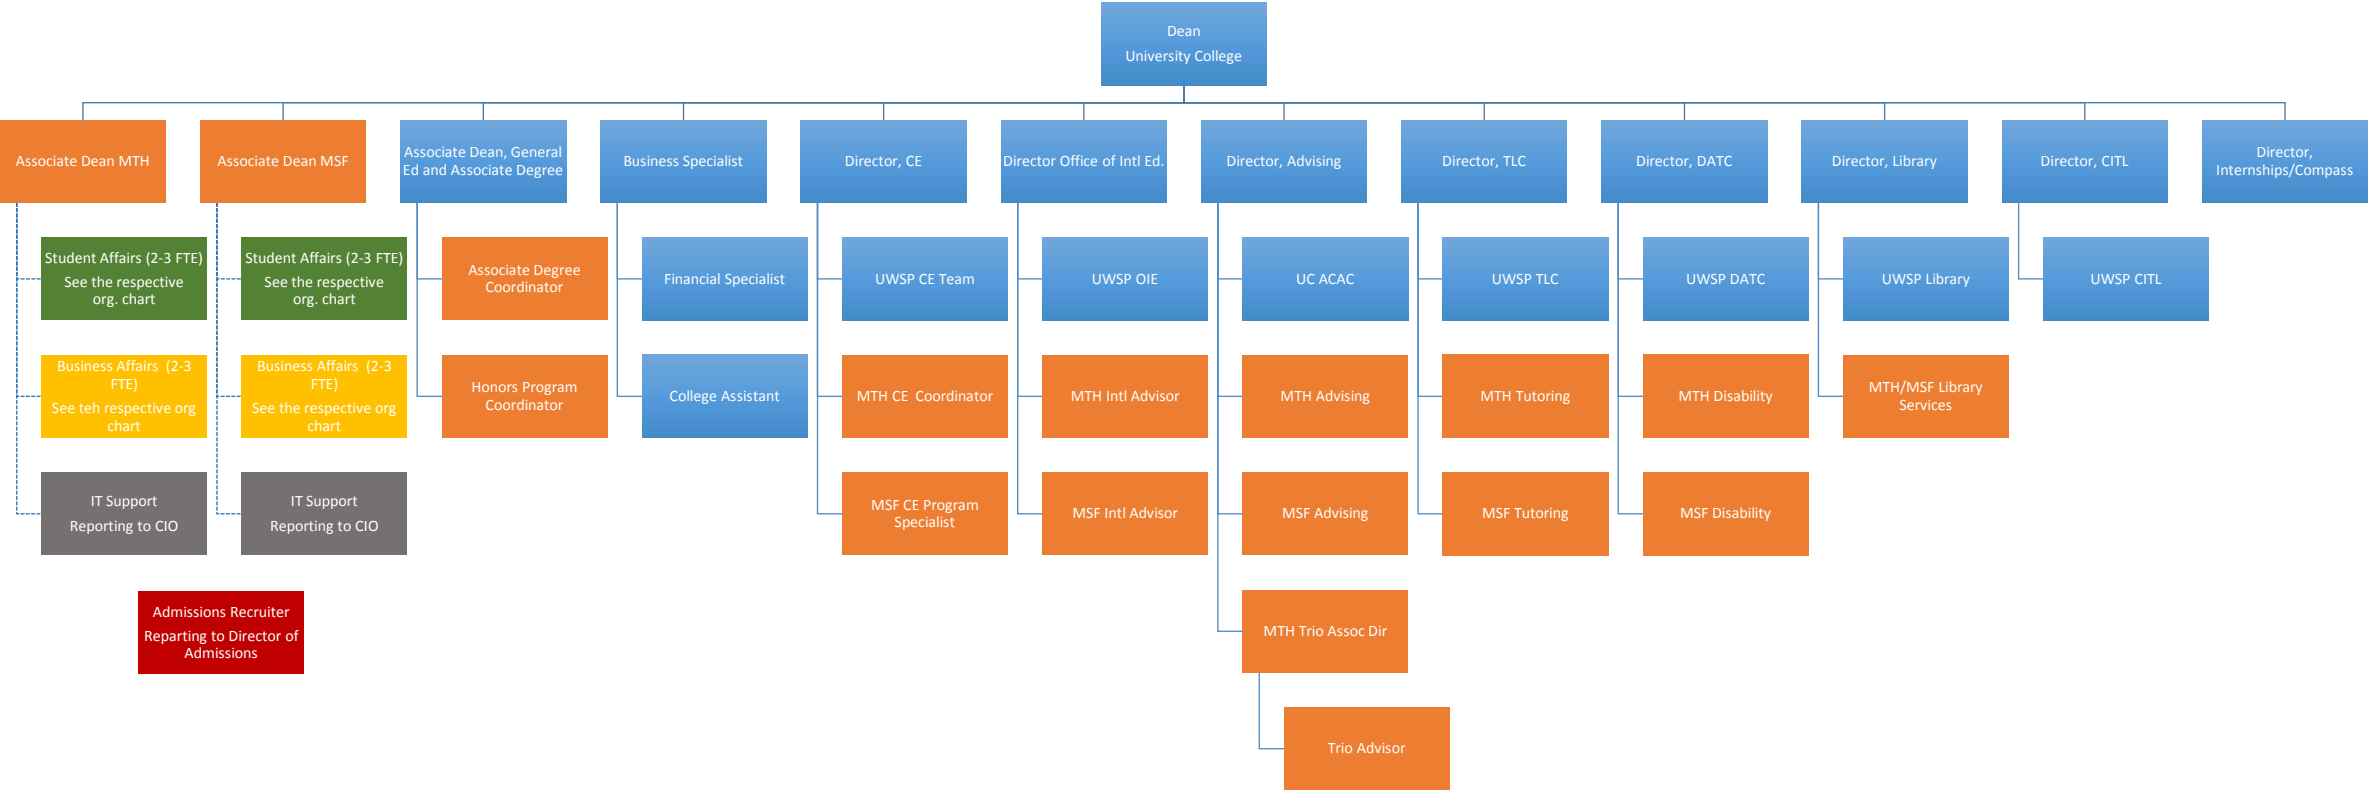 Dean
University College
Associate Dean MTH
Associate Dean MSF
Associate Dean, General
Ed and Associate Degree
Business Specialist
Director, CE
Director Office of Intl Ed.
Director, Advising
Director, TLC
Director, DATC
Director, Library
Director, CITL
Director,
Internships/Compass
Student Affairs (2-3 FTE)
See the respective
org. chart
Student Affairs (2-3 FTE)
See the respective
org. chart
Associate Degree
Coordinator
Financial Specialist
UWSP CE Team
UWSP OIE
UC ACAC
UWSP TLC
UWSP DATC
UWSP Library
UWSP CITL
Business Affairs  (2-3
FTE)
See teh respective org
chart
Business Affairs  (2-3
FTE)
See the respective org
chart
Honors Program
Coordinator
College Assistant
MTH CE  Coordinator
MTH Intl Advisor
MTH Advising
MTH Tutoring
MTH Disability
MTH/MSF Library
Services
IT Support
Reporting to CIO
IT Support
Reporting to CIO
MSF CE Program
Specialist
MSF Intl Advisor
MSF Advising
MSF Tutoring
MSF Disability
Admissions Recruiter
Reparting to Director of
Admissions
MTH Trio Assoc Dir
Trio Advisor